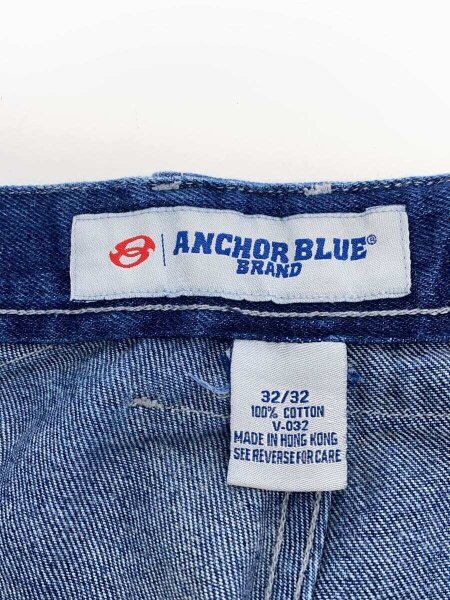 ANCHOR BLUE®
BRAND
32/32
100% COTTON
V-032
MADE IN HONG KONG
SEE REVERSE FOR CARE